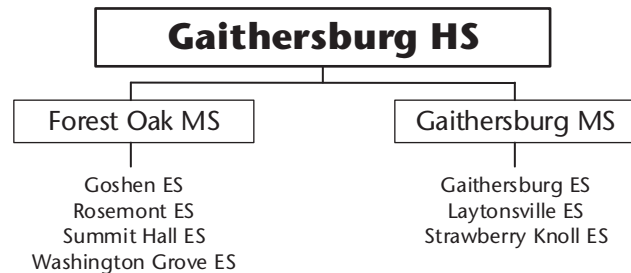 Gaithersburg HS
Forest Oak MS
Goshen ES
Rosemont ES
Summit Hall ES
Washington Grove ES
Gaithersburg MS
Gaithersburg ES
Laytonsville ES
Strawberry Knoll ES